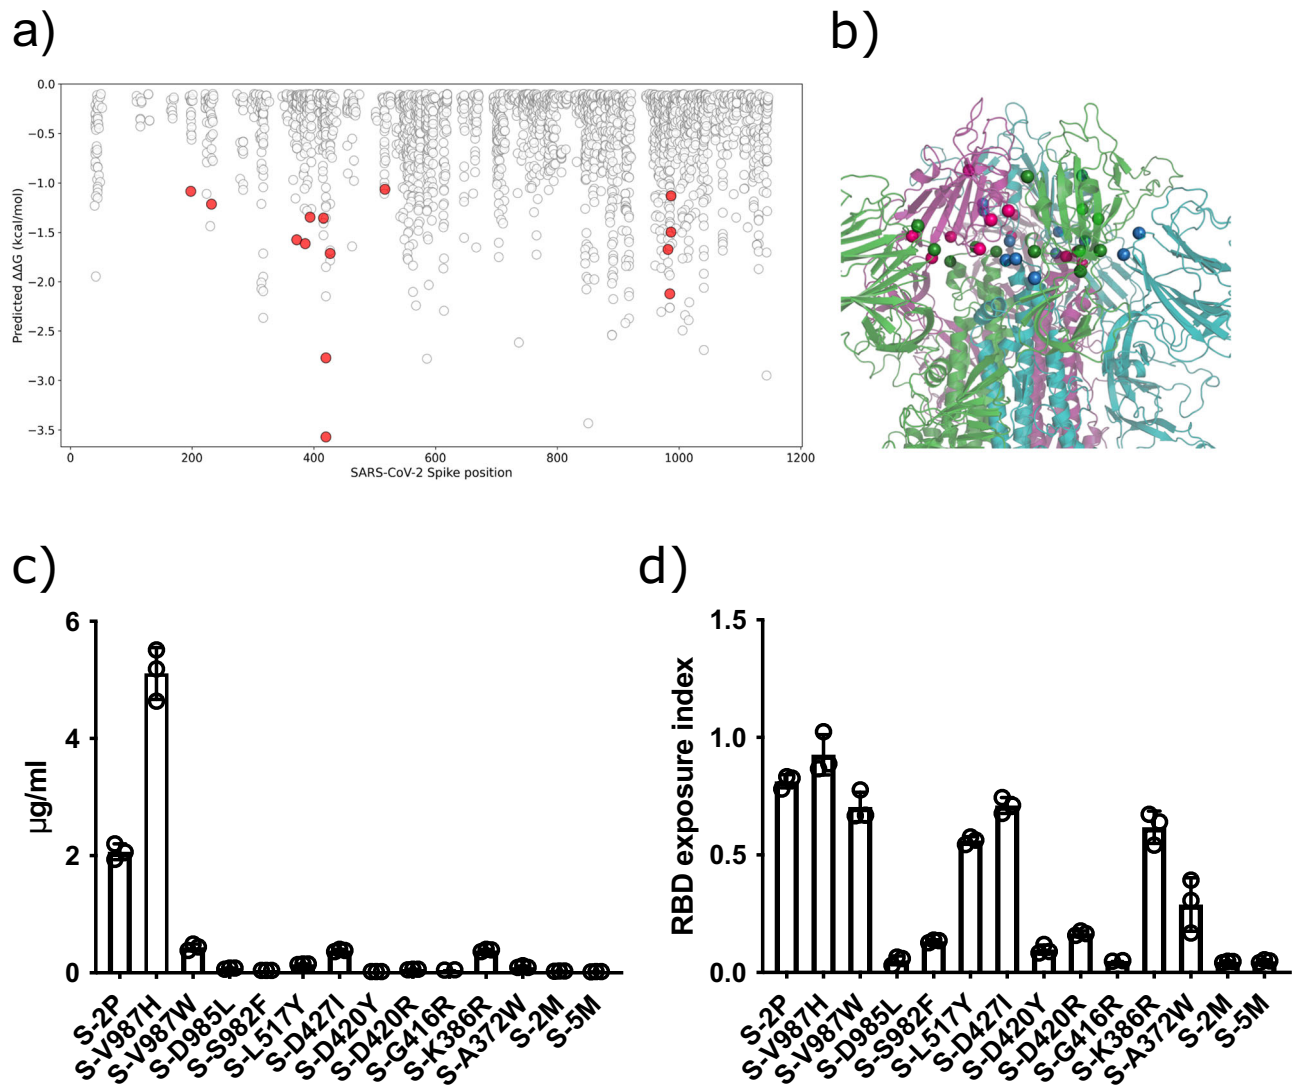 a)
b)
0.0
−0.5
−1.0
−1.5
−2.0
−2.5
−3.0
−3.5
Predicted ΔΔG (kcal/mol)
0 200 400 600 800 1000 1200
SARS-CoV-2 Spike position
c)
d)
6
4
2
0
µg/ml
S-2P
S-V987H
S-V987W
S-D985L
S-S982F
S-L517Y
S-D427I
S-D420Y
S-D420R
S-G416R
S-K386R
S-A372W
S-2M
S-5M
1.5
1.0
0.5
0.0
RBD exposure index
S-2P
S-V987H
S-V987W
S-D985L
S-S982F
S-L517Y
S-D427I
S-D420Y
S-D420R
S-G416R
S-K386R
S-A372W
S-2M
S-5M